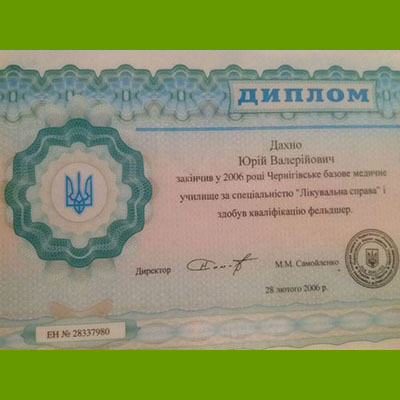 ДИПЛОМ
Дахно
Юрій Валерійович
закінчив у 2006 році Чернігівське базове медичне
училище за спеціальністю "Лікувальна справа" і
здобув кваліфікацію фельдшер.
Директор М.М. Самойленко
28 лютого 2006 р.
ЕН № 28337980